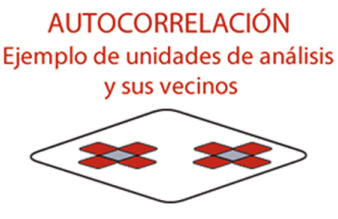 AUTOCORRELACIÓN
Ejemplo de unidades de análisis
y sus vecinos